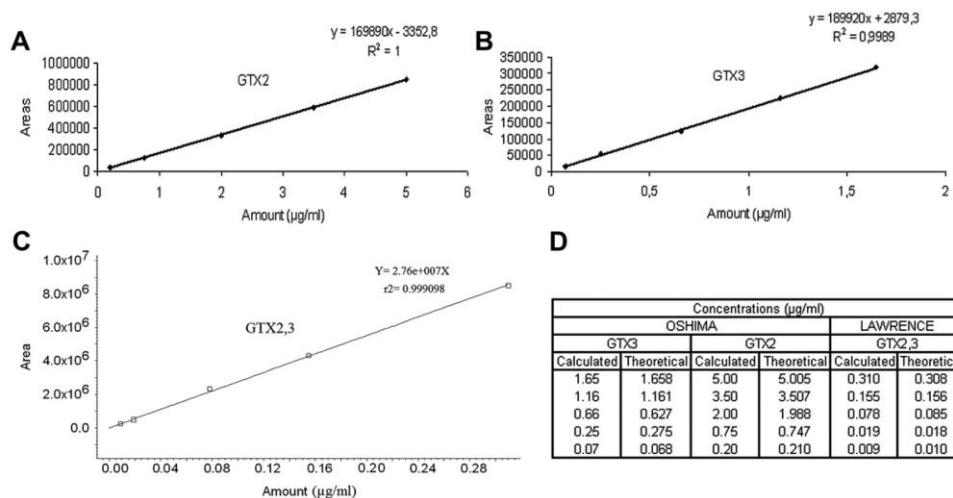 A
y = 169890x - 3352,8
R² = 1
GTX2
1000000
800000
600000
400000
200000
0
Areas
0 1 2 3 4 5 6
Amount (µg/ml)
B
y = 189920x + 2879,3
R² = 0,9989
GTX3
350000
300000
250000
200000
150000
100000
50000
0
Areas
0 0,5 1 1,5 2
Amount (µg/ml)
C
Y= 2.76e+007X
r2= 0.999098
GTX2,3
1.0x10⁷
8.0x10⁶
6.0x10⁶
4.0x10⁶
2.0x10⁶
0.0
Area
0.00 0.04 0.08 0.12 0.16 0.20 0.24 0.28
Amount (µg/ml)
D
Concentrations (µg/ml)
OSHIMA LAWRENCE
GTX3 GTX2 GTX2,3
Calculated Theoretical Calculated Theoretical Calculated Theoretical
1.65 1.658 5.00 5.005 0.310 0.308
1.16 1.161 3.50 3.507 0.155 0.156
0.66 0.627 2.00 1.988 0.078 0.085
0.25 0.275 0.75 0.747 0.019 0.018
0.07 0.068 0.20 0.210 0.009 0.010